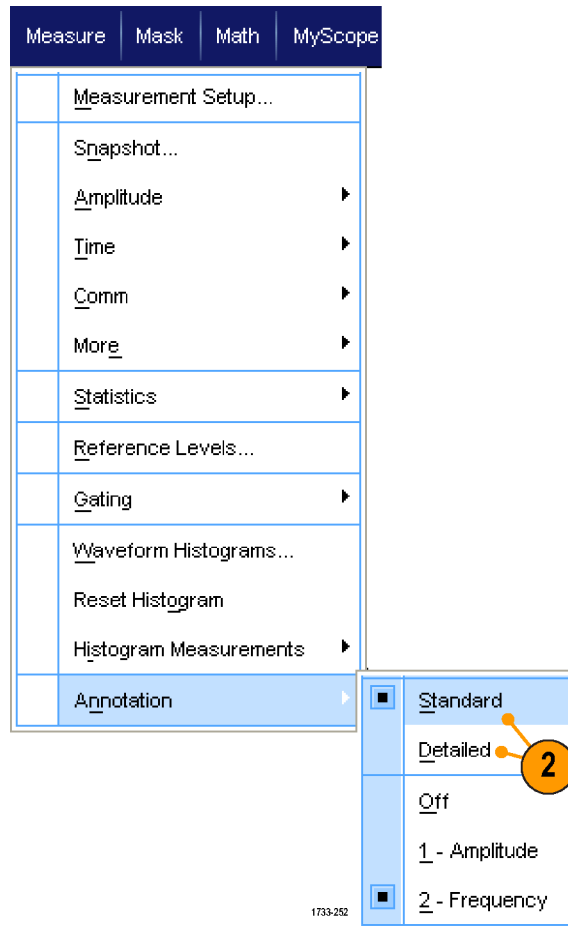 Measure Mask Math MyScope
Measurement Setup...
Snapshot...
Amplitude
Time
Comm
More
Statistics
Reference Levels...
Gating
Waveform Histograms...
Reset Histogram
Histogram Measurements
Annotation
Standard
Detailed
2
Off
1 - Amplitude
2 - Frequency
1733-252